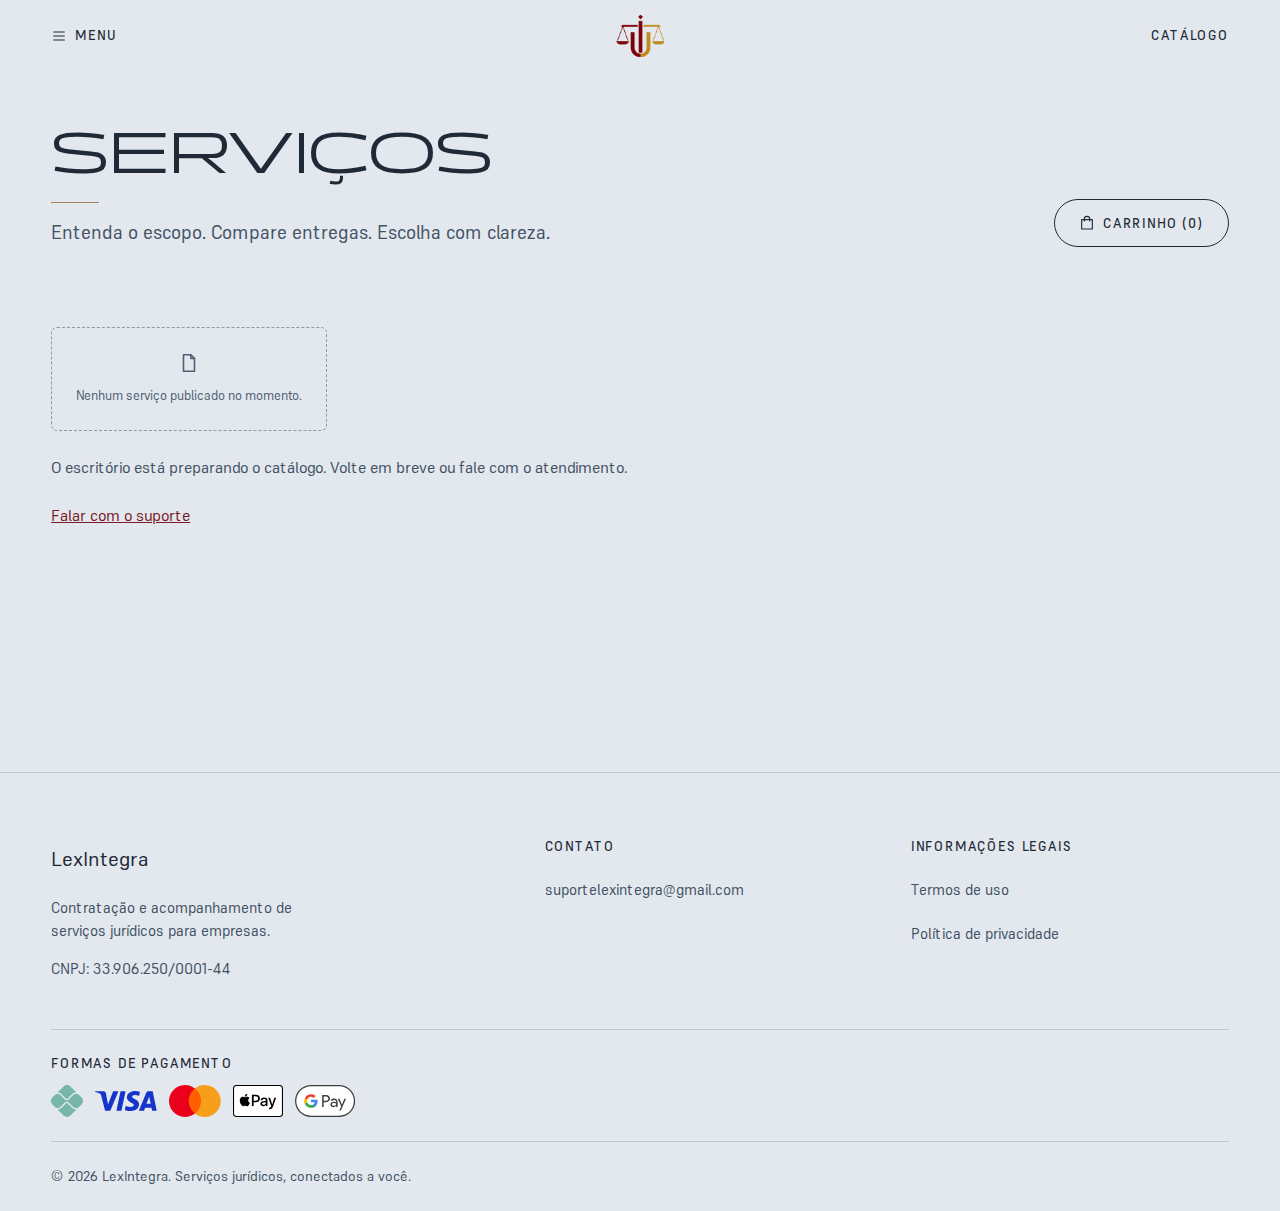 MENU
CATÁLOGO
SERVIÇOS
Entenda o escopo. Compare entregas. Escolha com clareza.
CARRINHO (0)
Nenhum serviço publicado no momento.
O escritório está preparando o catálogo. Volte em breve ou fale com o atendimento.
Falar com o suporte
LexIntegra
Contratação e acompanhamento de
serviços jurídicos para empresas.
CNPJ: 33.906.250/0001-44
CONTATO
suportelexintegra@gmail.com
INFORMAÇÕES LEGAIS
Termos de uso
Política de privacidade
FORMAS DE PAGAMENTO
VISA
Pay
G Pay
© 2026 LexIntegra. Serviços jurídicos, conectados a você.